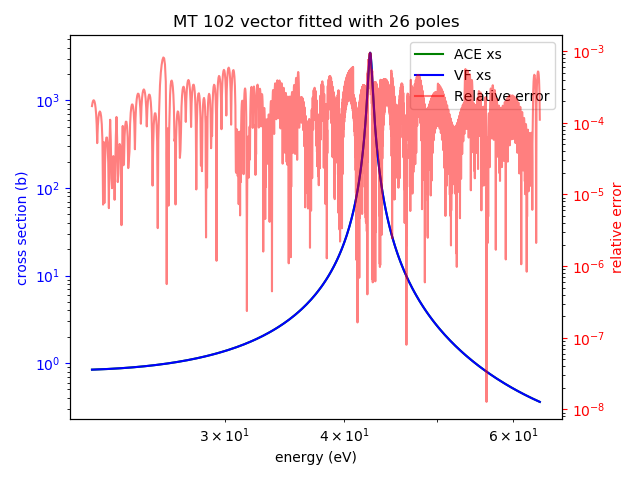 MT 102 vector fitted with 26 poles
ACE xs
VF xs
Relative error
cross section (b)
10³
10²
10¹
10⁰
relative error
10⁻³
10⁻⁴
10⁻⁵
10⁻⁶
10⁻⁷
10⁻⁸
3 × 10¹
4 × 10¹
6 × 10¹
energy (eV)